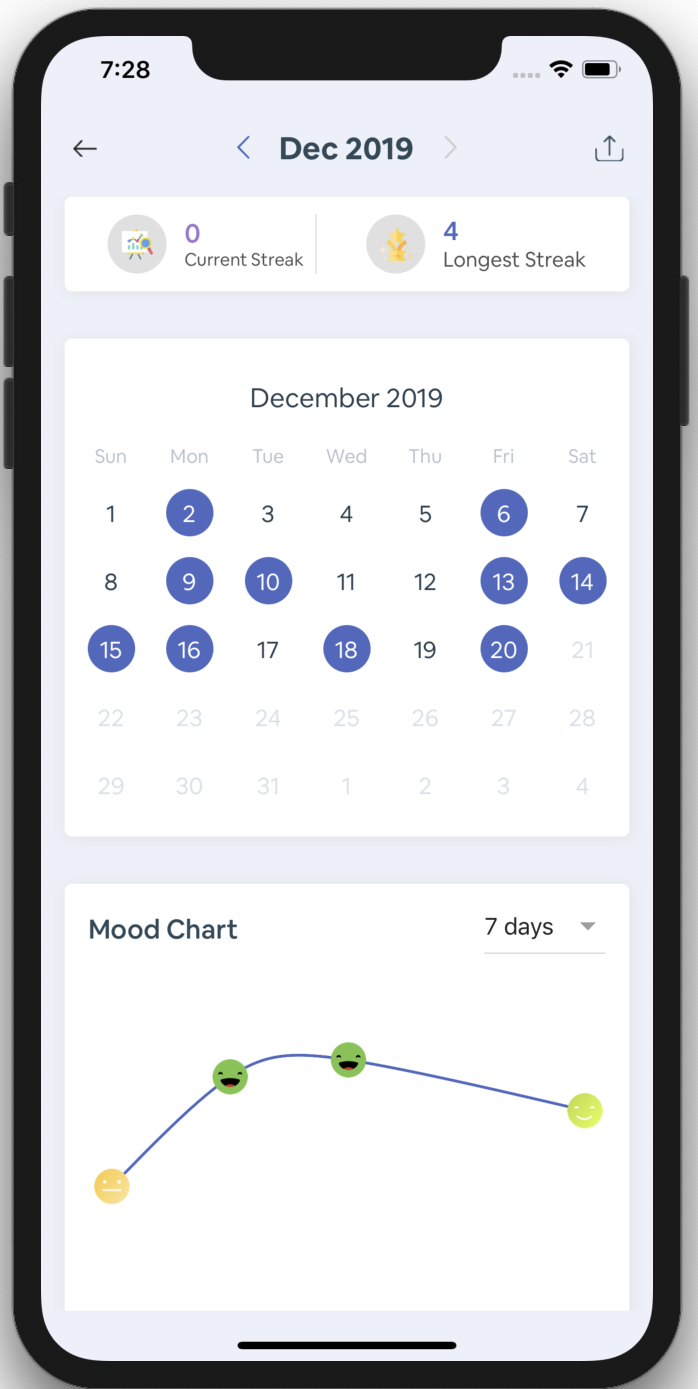 7:28
Dec 2019
0
Current Streak
4
Longest Streak
December 2019
Sun Mon Tue Wed Thu Fri Sat
1 2 3 4 5 6 7
8 9 10 11 12 13 14
15 16 17 18 19 20 21
22 23 24 25 26 27 28
29 30 31 1 2 3 4
Mood Chart
7 days